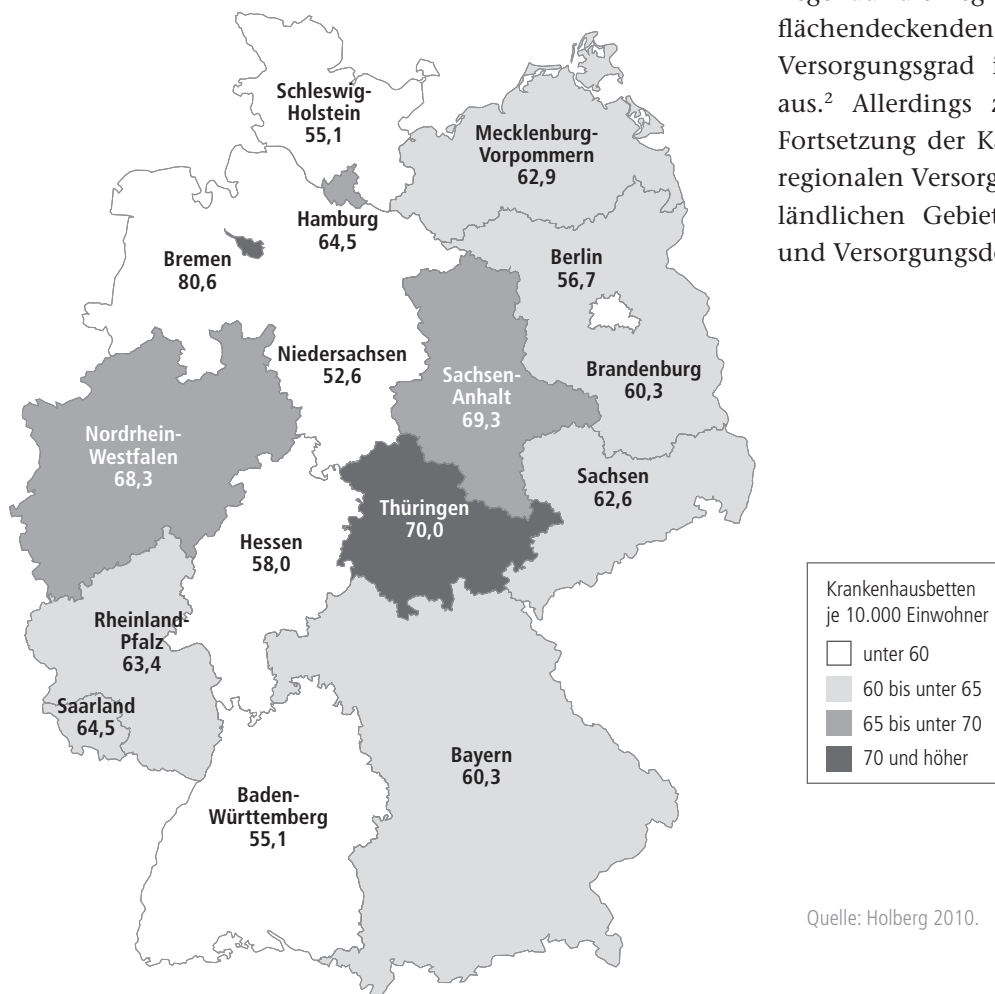 flächendeckenden
Versorgungsgrad
aus.² Allerdings
Fortsetzung der
regionalen
ländlichen
und
Schleswig-
Holstein
55,1
Mecklenburg-
Vorpommern
62,9
Hamburg
64,5
Bremen
80,6
Berlin
56,7
Niedersachsen
52,6
Brandenburg
60,3
Sachsen-
Anhalt
69,3
Nordrhein-
Westfalen
68,3
Sachsen
62,6
Thüringen
70,0
Hessen
58,0
Rheinland-
Pfalz
63,4
Saarland
64,5
Bayern
60,3
Baden-
Württemberg
55,1
Krankenhausbetten
je 10.000 Einwohner
unter 60
60 bis unter 65
65 bis unter 70
70 und höher
Quelle: Holberg 2010.